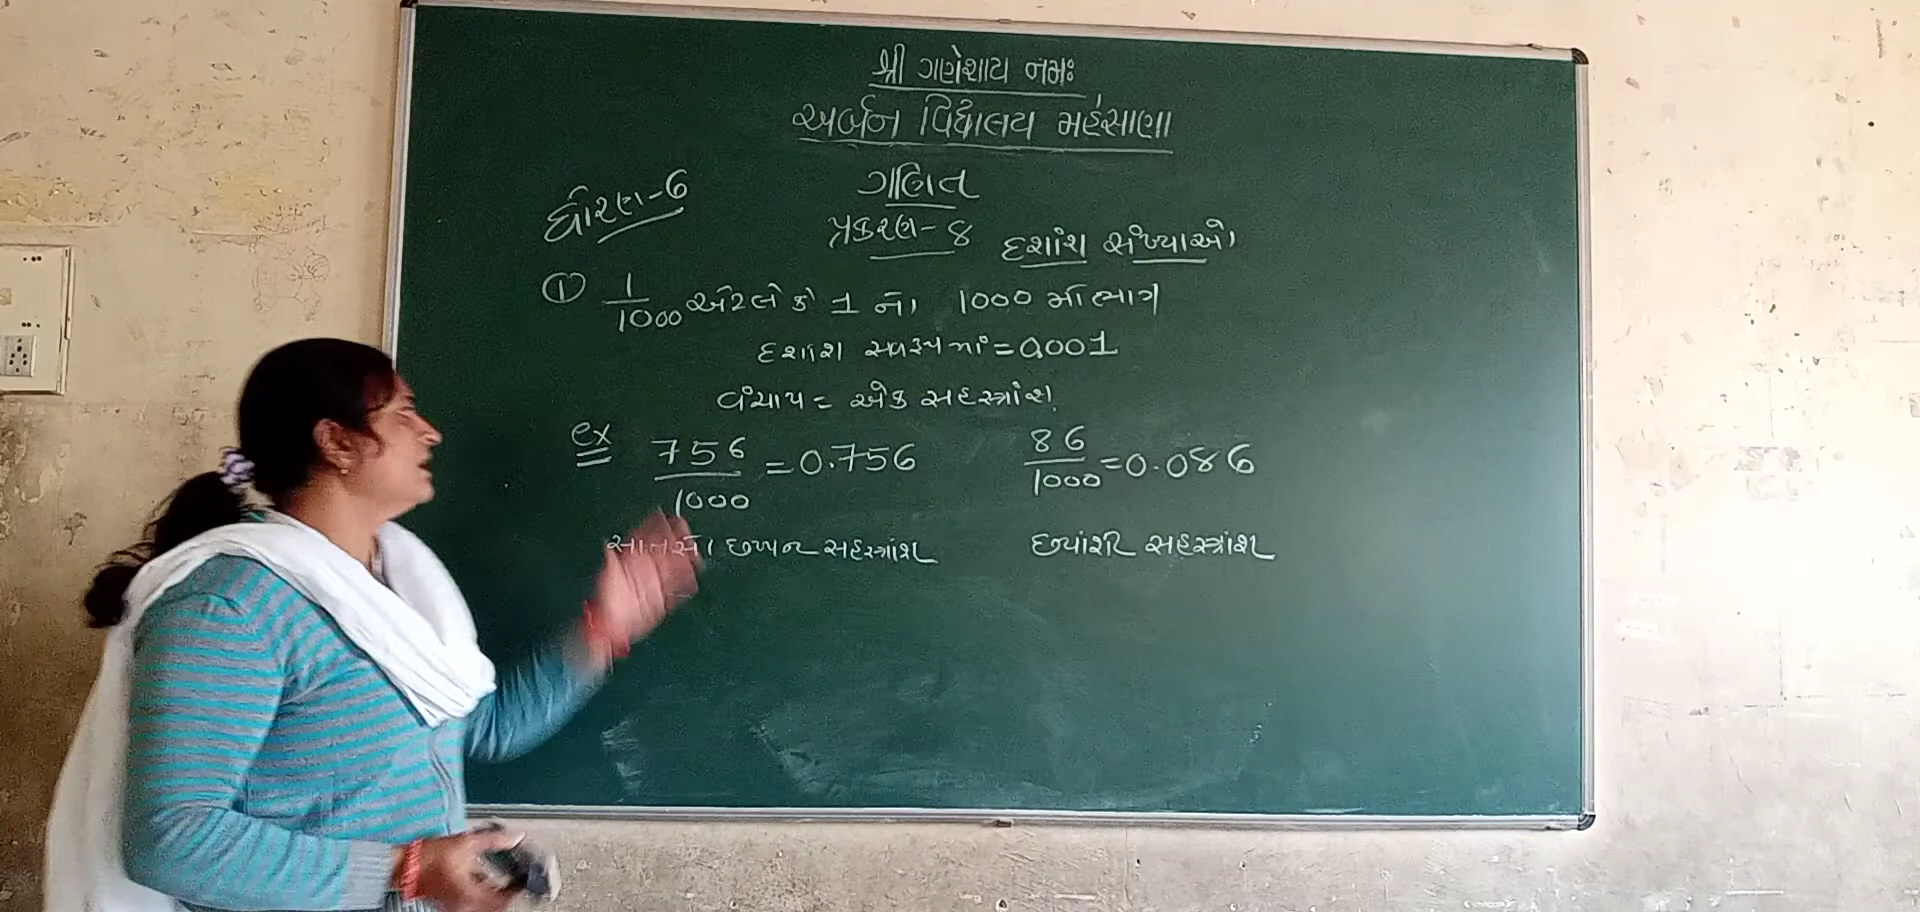 શ્રી ગણેશાય નમઃ
અર્બન વિદ્યાલય મહેસાણા
ધોરણ-6
ગણિત
પ્રકરણ-૪ દશાંશ સંખ્યાઓ
① 1/1000 એટલે કે 1 નો 1000 મો ભાગ
દશાંશ સ્વરૂપમાં = 0.001
વંચાય = એક સહસ્ત્રાંશ.
ex 756/1000 = 0.756 86/1000 = 0.086
સાતસો છપ્પન સહસ્ત્રાંશ છયાંશી સહસ્ત્રાંશ